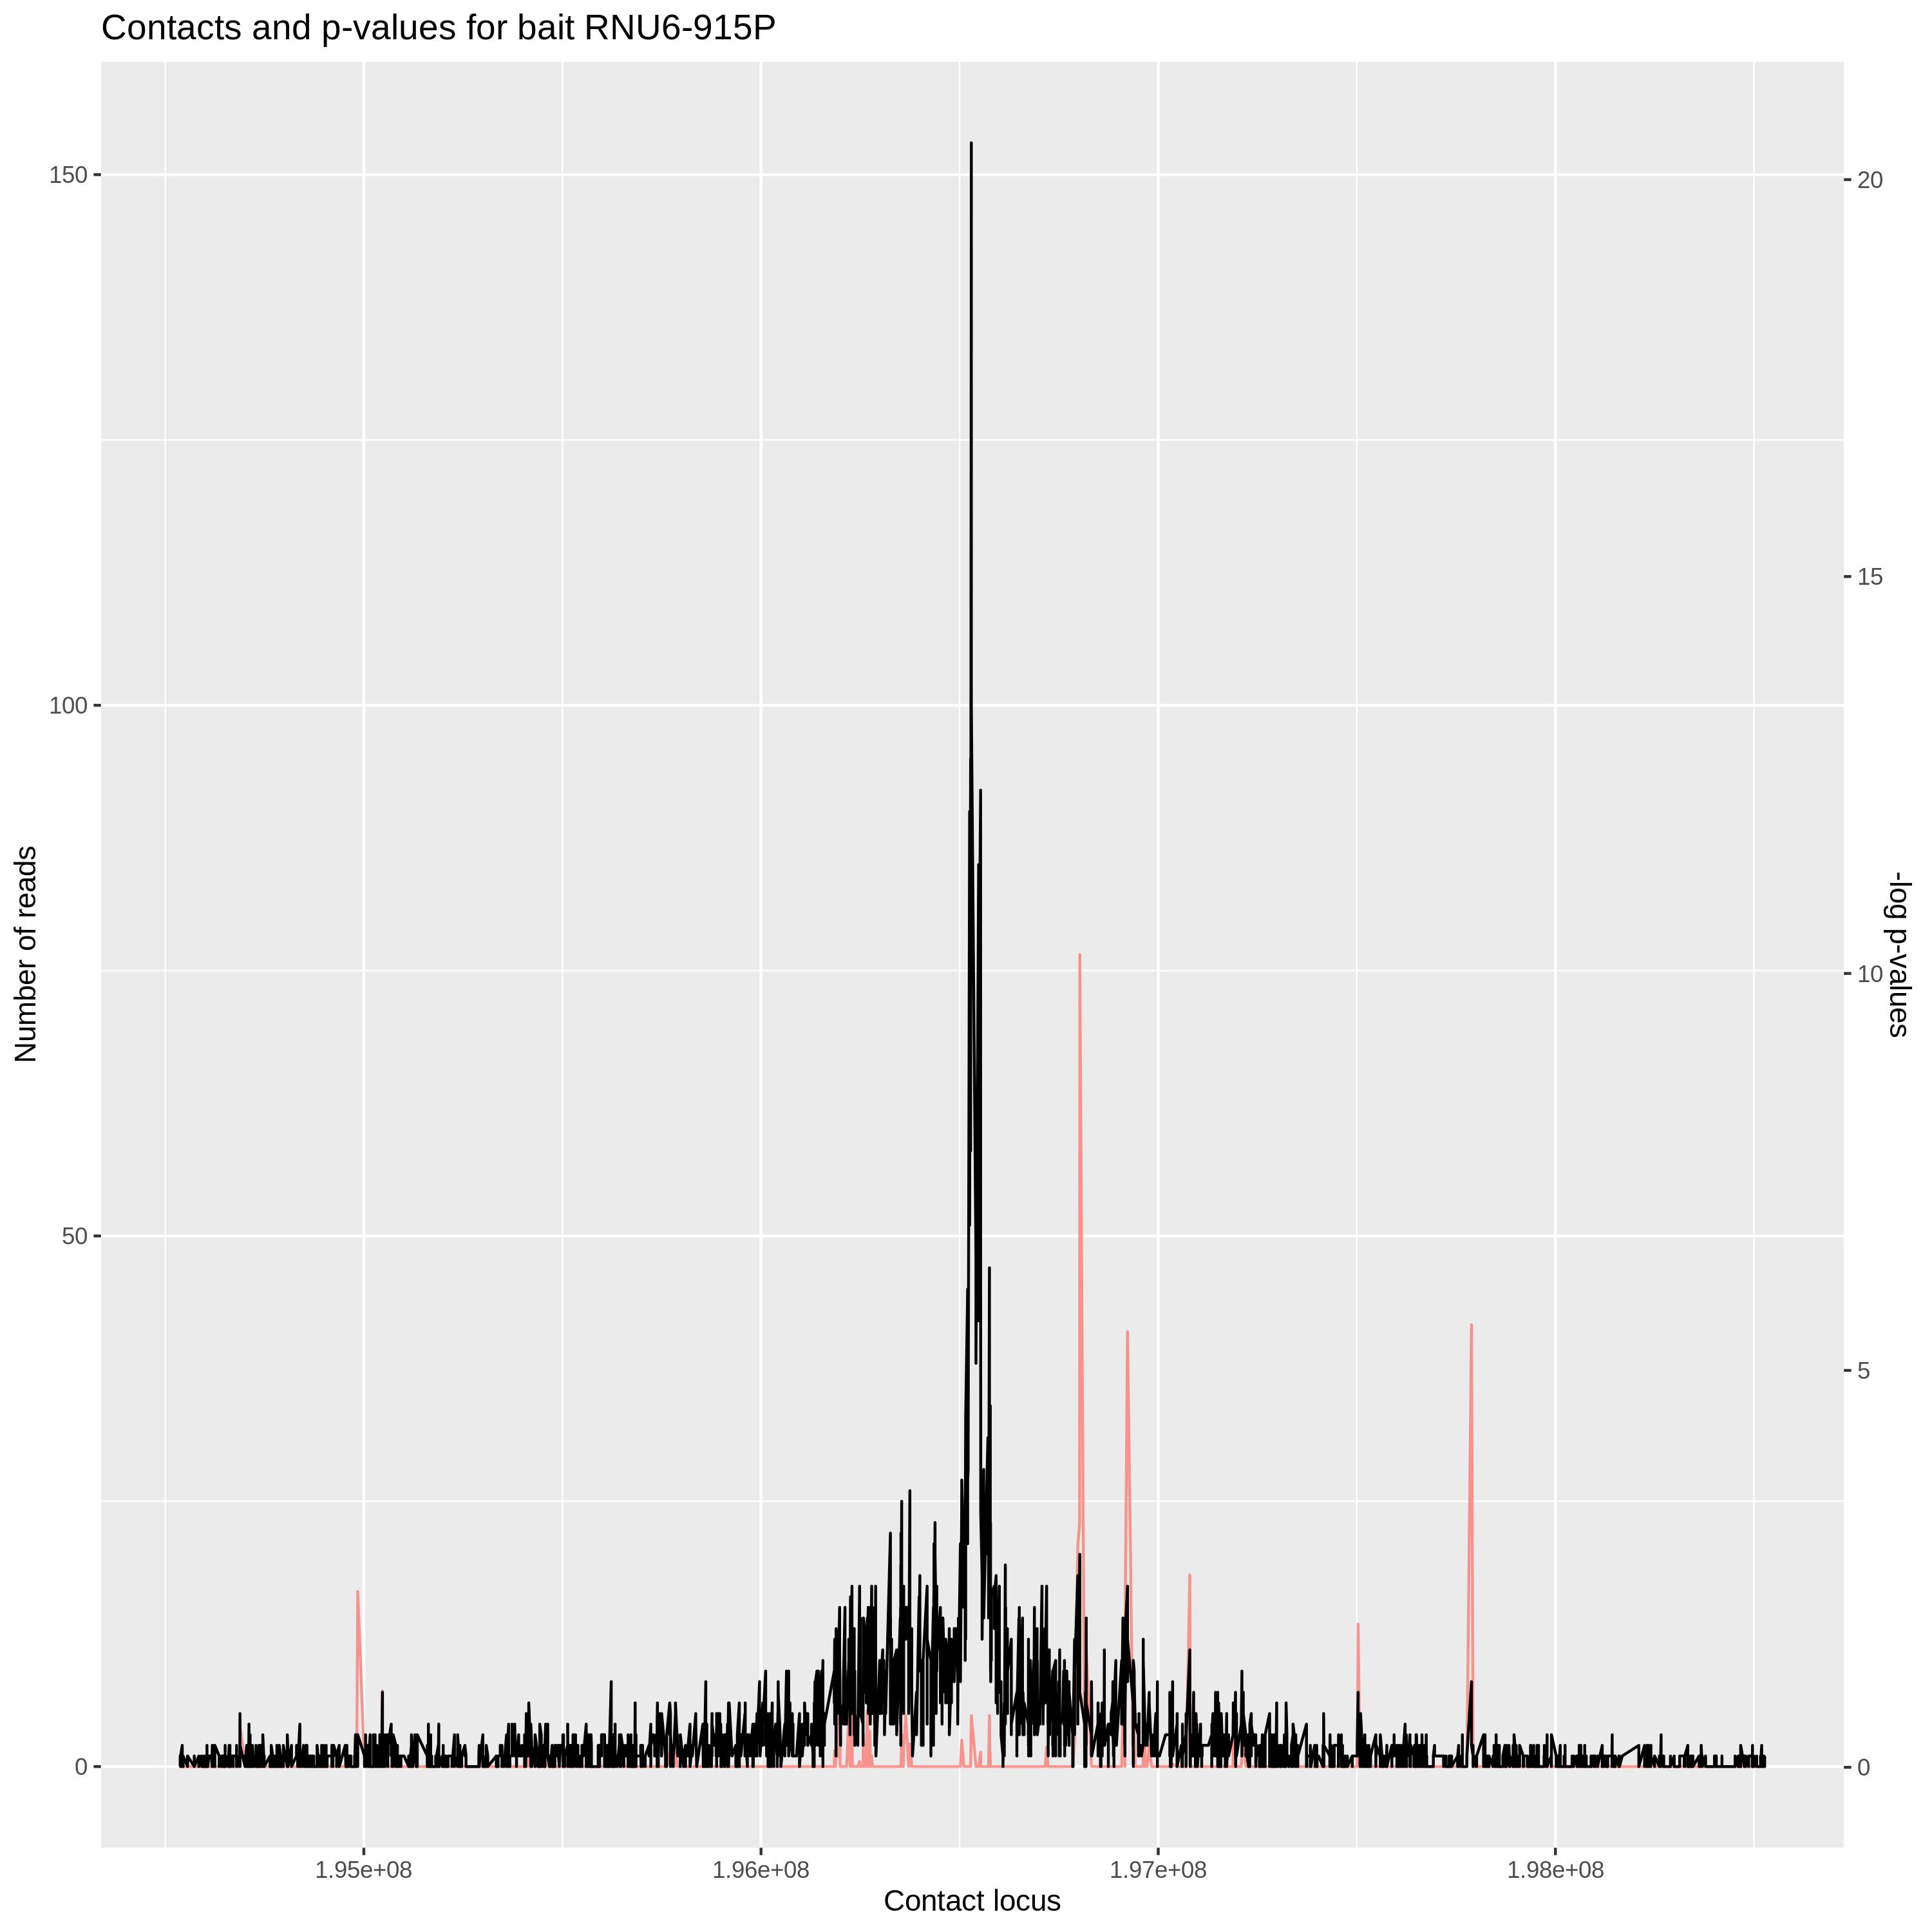 Contacts and p-values for bait RNU6-915P
150
100
50
0
Number of reads
20
15
10
5
0
-log p-values
1.95e+08
1.96e+08
1.97e+08
1.98e+08
Contact locus